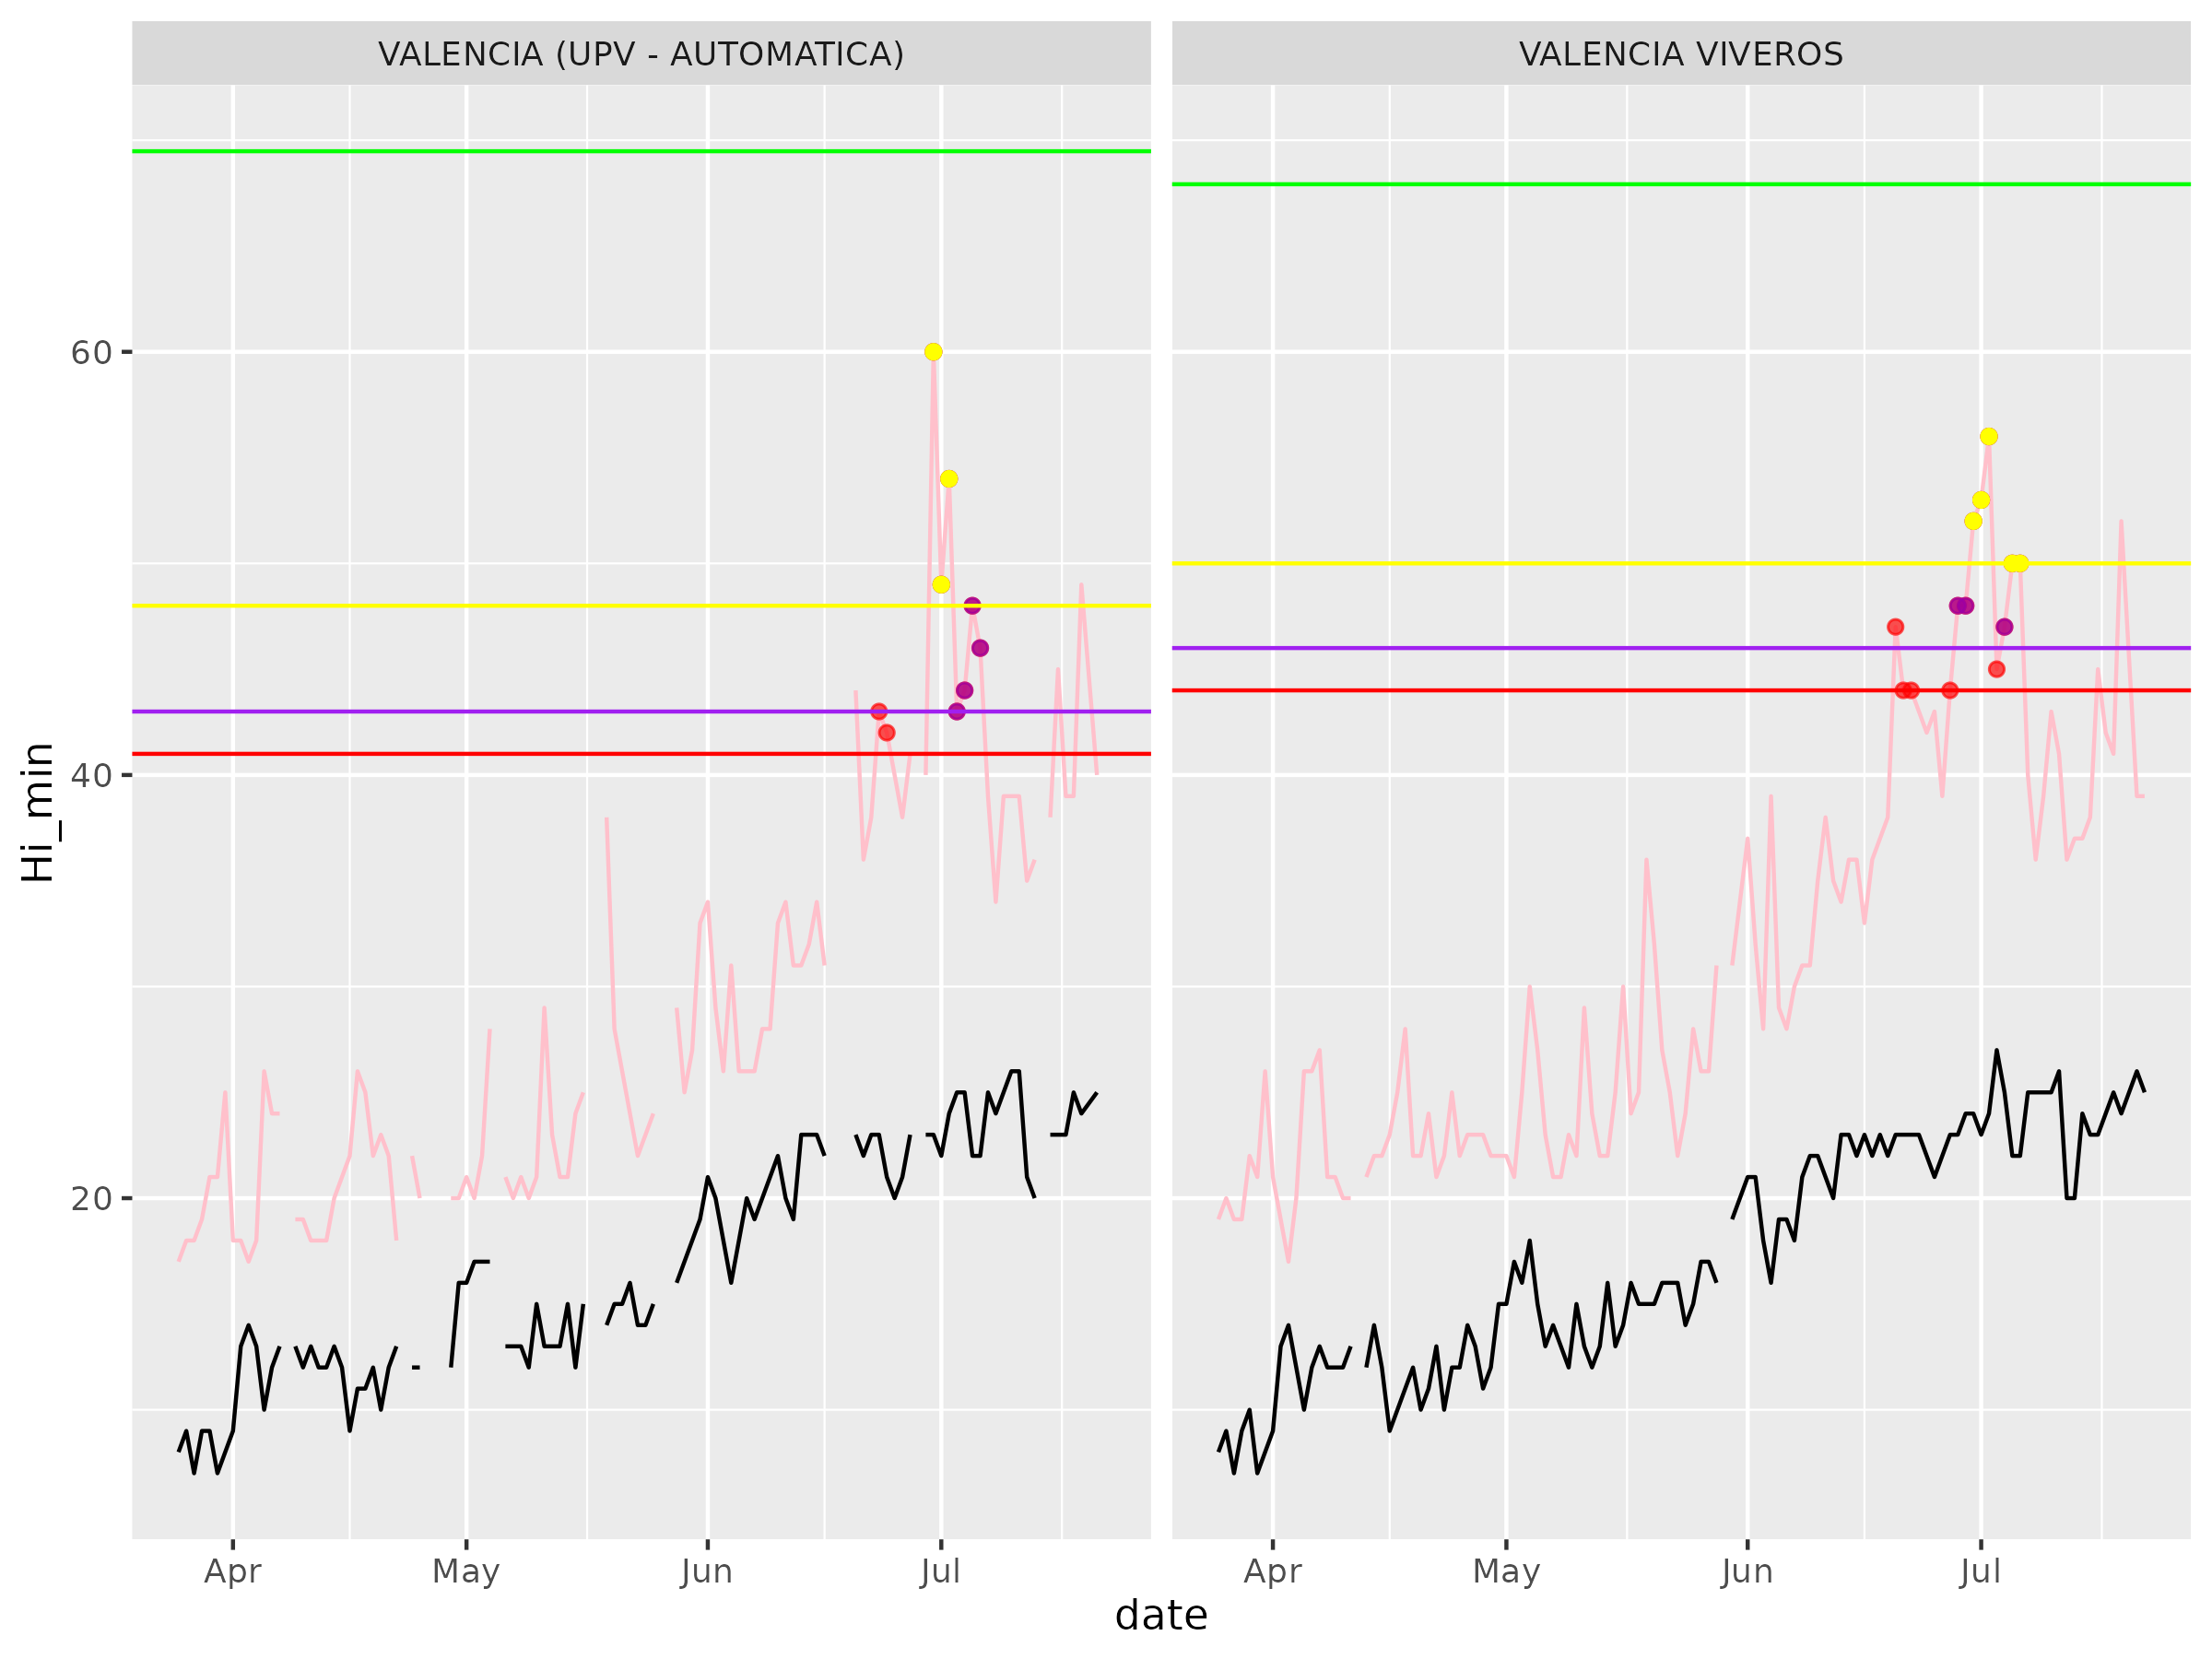 VALENCIA (UPV - AUTOMATICA)
VALENCIA VIVEROS
Hi_min
60
40
20
Apr
May
Jun
Jul
Apr
May
Jun
Jul
date